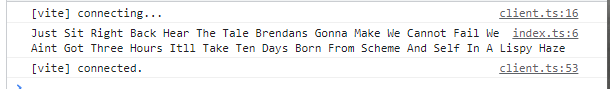 [vite] connecting... client.ts:16
Just Sit Right Back Hear The Tale Brendans Gonna Make We Cannot Fail We index.ts:6
Aint Got Three Hours Itll Take Ten Days Born From Scheme And Self In A Lispy Haze
[vite] connected. client.ts:53